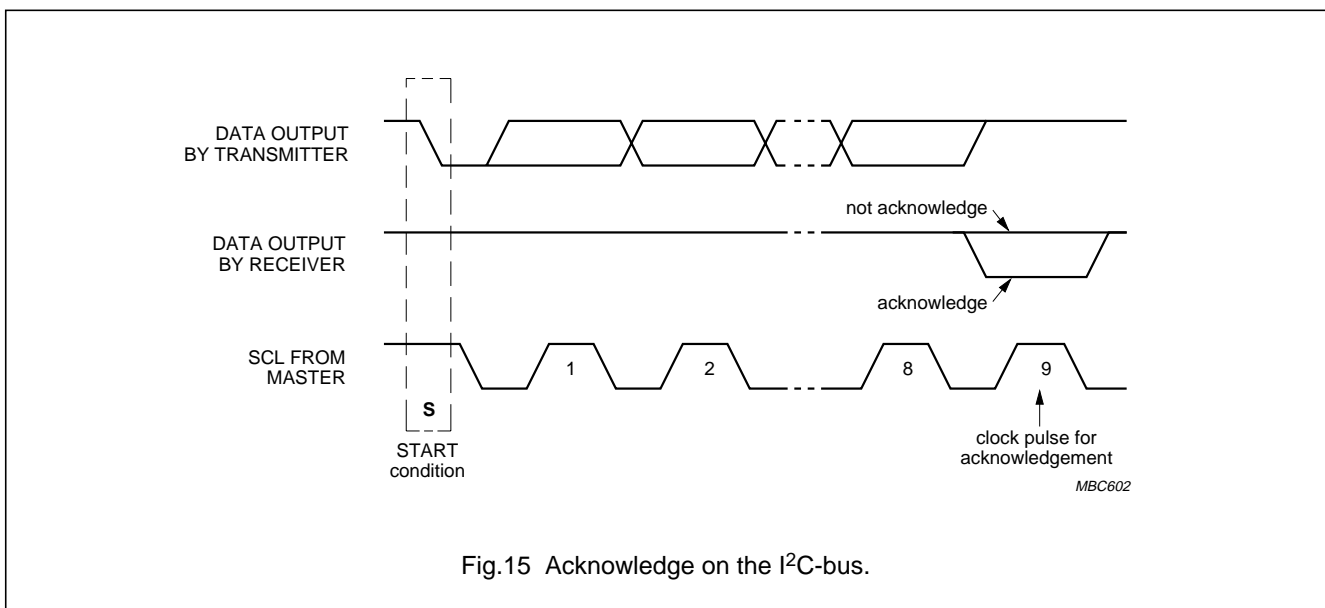 DATA OUTPUT
BY TRANSMITTER
not acknowledge
DATA OUTPUT
BY RECEIVER
acknowledge
SCL FROM
MASTER
1
2
8
9
S
START
condition
clock pulse for
acknowledgement
MBC602
Fig.15 Acknowledge on the I²C-bus.